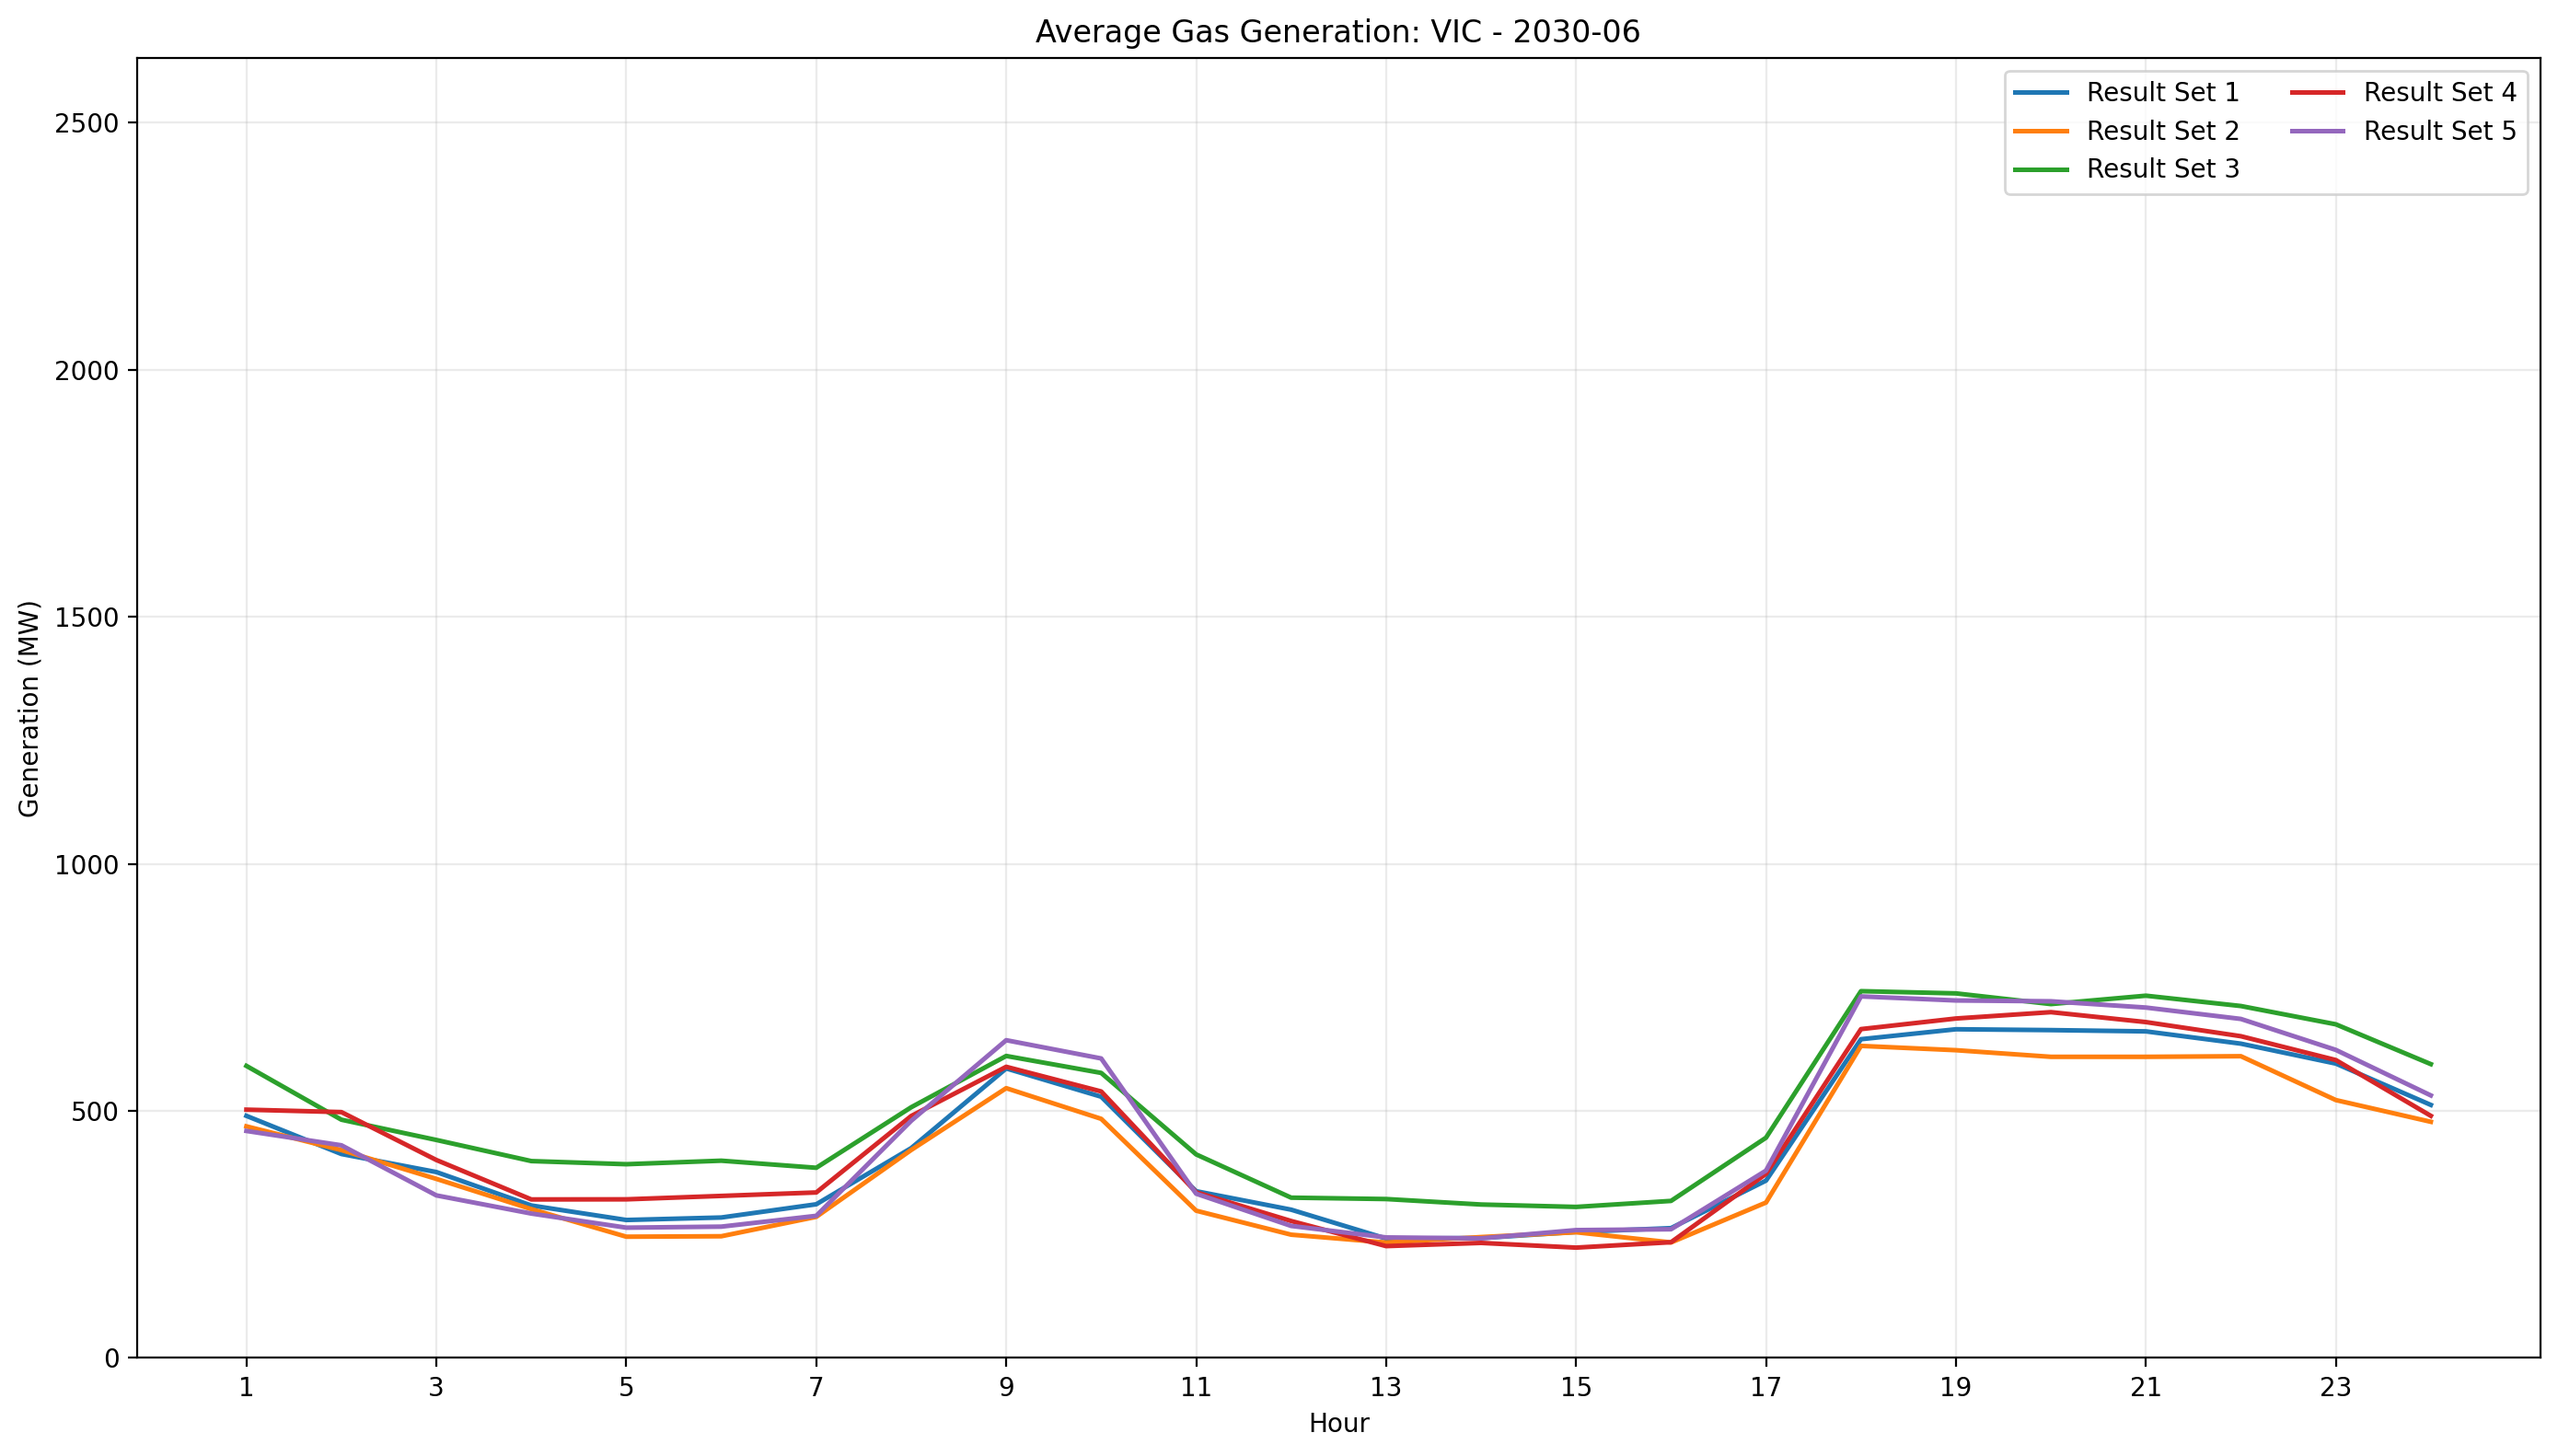 Average Gas Generation: VIC - 2030-06
Result Set 1
Result Set 2
Result Set 3
Result Set 4
Result Set 5
Generation (MW)
2500
2000
1500
1000
500
0
1 3 5 7 9 11 13 15 17 19 21 23
Hour